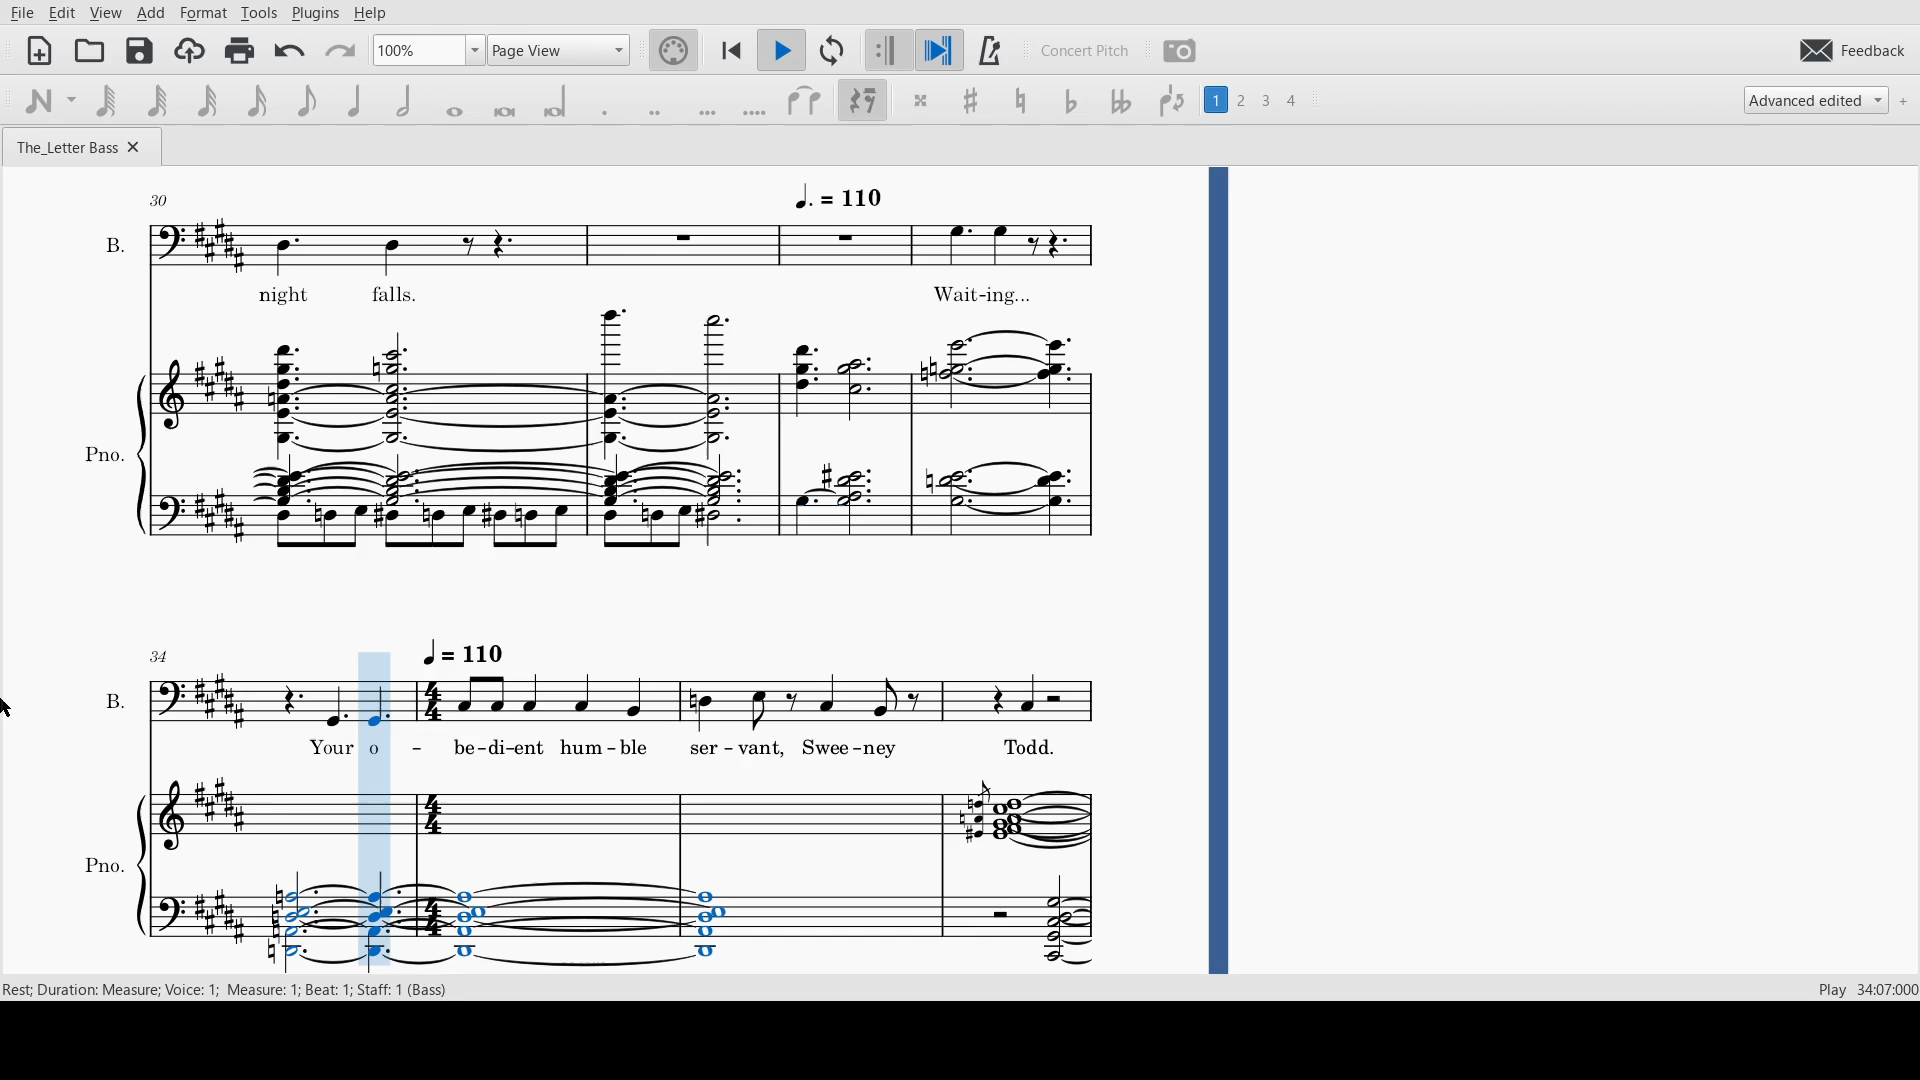 File Edit View Add Format Tools Plugins Help
100% Page View Concert Pitch Feedback
1 2 3 4 Advanced edited +
The_Letter Bass
30
= 110
B.
night falls. Wait-ing...
Pno.
34
= 110
B.
Your o - be-di-ent hum-ble ser-vant, Swee-ney Todd.
Pno.
Rest; Duration: Measure; Voice: 1; Measure: 1; Beat: 1; Staff: 1 (Bass) Play 34:07:000